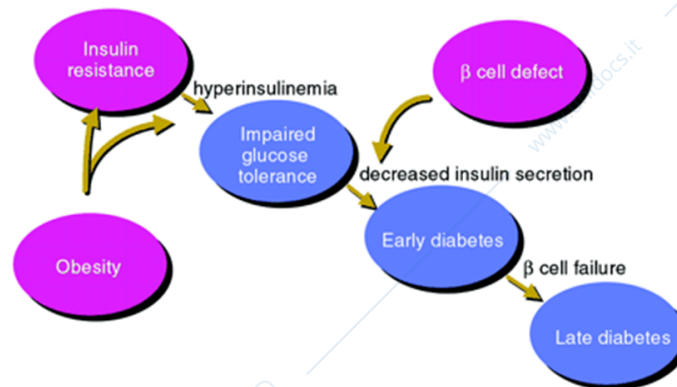 Insulin
resistance
hyperinsulinemia
β cell defect
Impaired
glucose
tolerance
decreased insulin secretion
Early diabetes
Obesity
β cell failure
Late diabetes